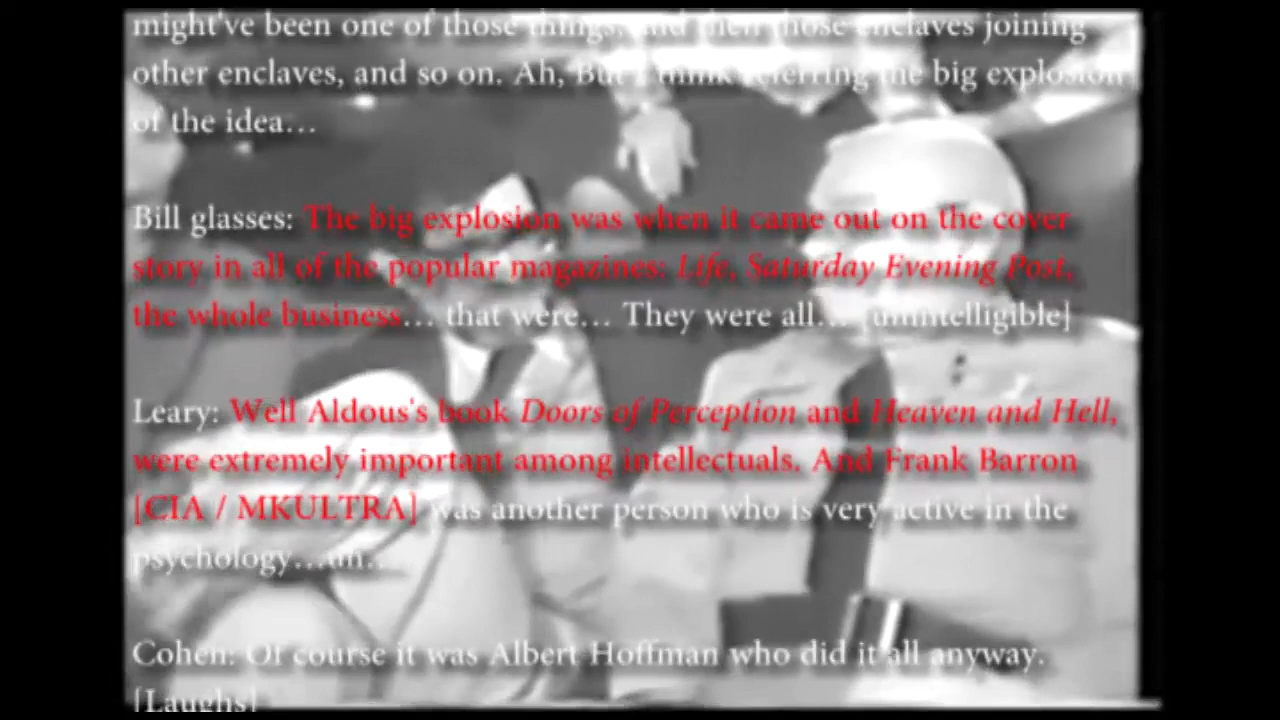 might've been one of those things, and then those enclaves joining
other enclaves, and so on. Ah, But I think referring the big explosion
of the idea…
Bill glasses: The big explosion was when it came out on the cover
story in all of the popular magazines: Life, Saturday Evening Post,
the whole business… that were… They were all… [unintelligible]
Leary: Well Aldous's book Doors of Perception and Heaven and Hell,
were extremely important among intellectuals. And Frank Barron
[CIA / MKULTRA] was another person who is very active in the
psychology…um…
Cohen: Of course it was Albert Hoffman who did it all anyway.
[Laughs]